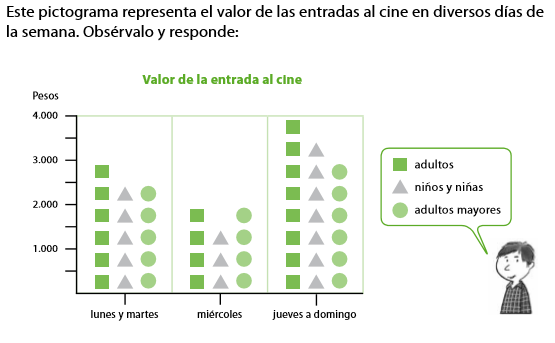 Este pictograma representa el valor de las entradas al cine en diversos días de
la semana. Obsérvalo y responde:
Valor de la entrada al cine
Pesos
4.000
3.000
2.000
1.000
lunes y martes
miércoles
jueves a domingo
adultos
niños y niñas
adultos mayores